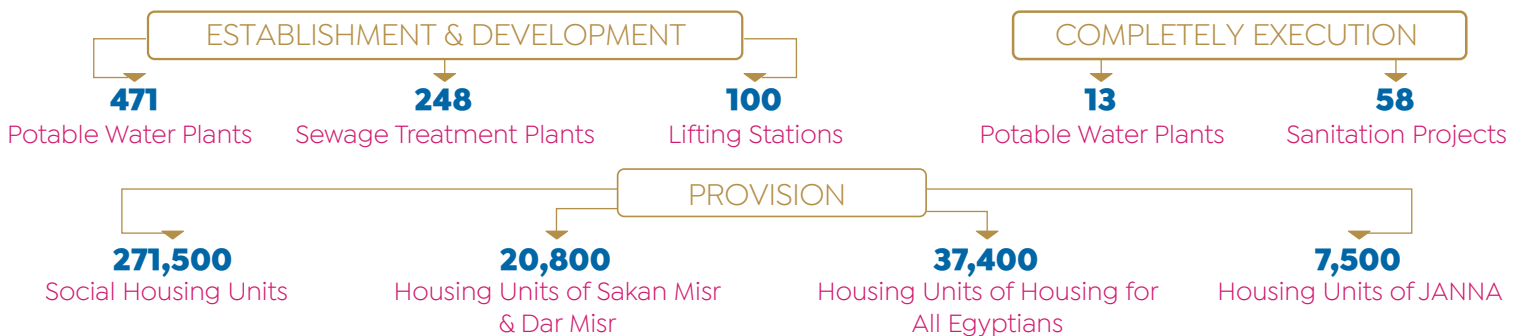 ESTABLISHMENT & DEVELOPMENT
471
Potable Water Plants
248
Sewage Treatment Plants
100
Lifting Stations
COMPLETELY EXECUTION
13
Potable Water Plants
58
Sanitation Projects
PROVISION
271,500
Social Housing Units
20,800
Housing Units of Sakan Misr
& Dar Misr
37,400
Housing Units of Housing for
All Egyptians
7,500
Housing Units of JANNA